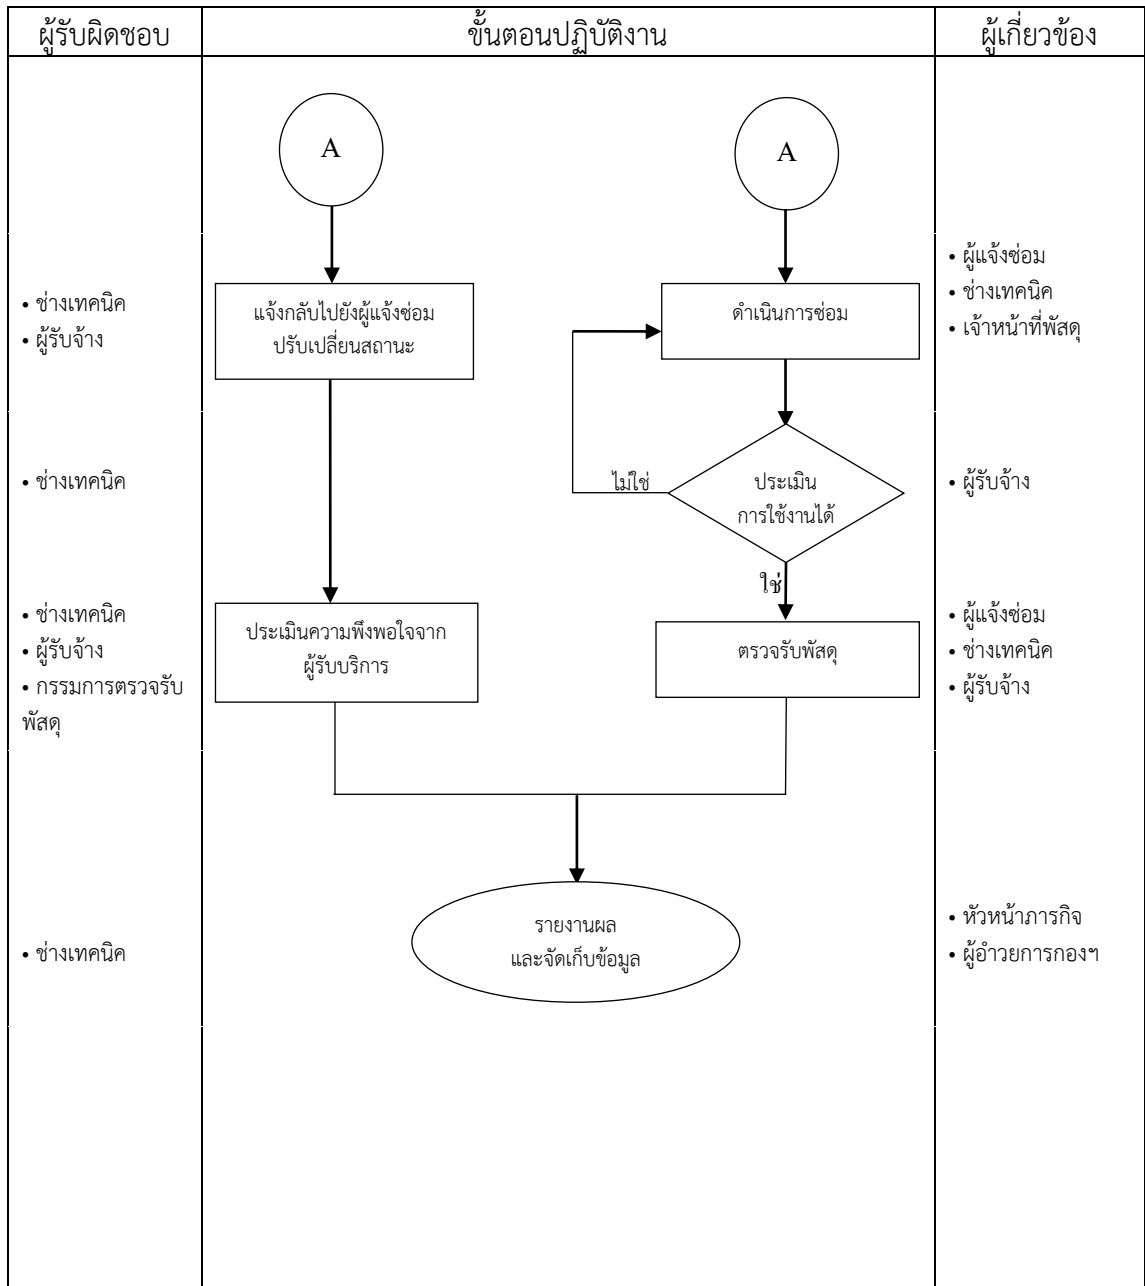 ผู้รับผิดชอบ
ขั้นตอนปฏิบัติงาน
ผู้เกี่ยวข้อง
A
A
• ช่างเทคนิค
• ผู้รับจ้าง
แจ้งกลับไปยังผู้แจ้งซ่อม
ปรับเปลี่ยนสถานะ
ดำเนินการซ่อม
• ผู้แจ้งซ่อม
• ช่างเทคนิค
• เจ้าหน้าที่พัสดุ
• ช่างเทคนิค
ไม่ใช่
ประเมิน
การใช้งานได้
• ผู้รับจ้าง
ใช่
• ช่างเทคนิค
• ผู้รับจ้าง
• กรรมการตรวจรับ
พัสดุ
ประเมินความพึงพอใจจาก
ผู้รับบริการ
ตรวจรับพัสดุ
• ผู้แจ้งซ่อม
• ช่างเทคนิค
• ผู้รับจ้าง
• ช่างเทคนิค
รายงานผล
และจัดเก็บข้อมูล
• หัวหน้าภารกิจ
• ผู้อำวยการกองฯ